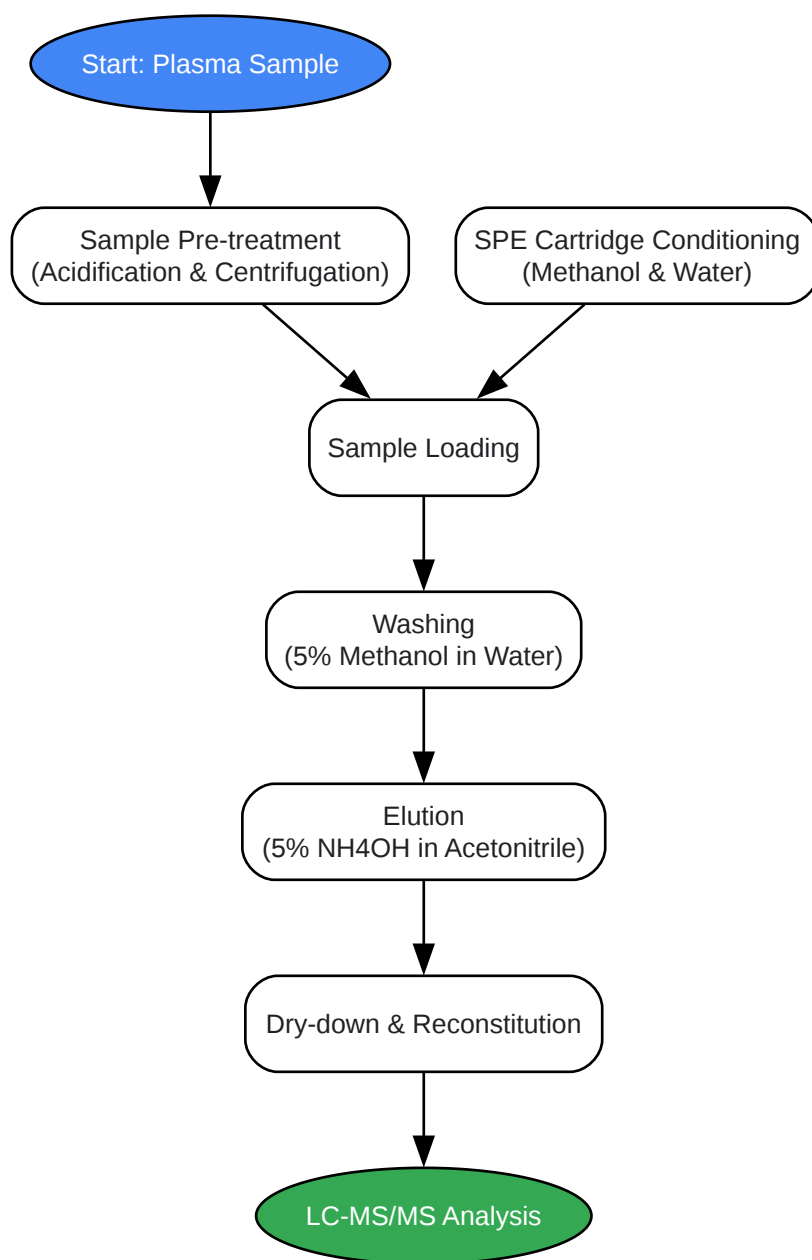 Start: Plasma Sample
Sample Pre-treatment
(Acidification & Centrifugation)
SPE Cartridge Conditioning
(Methanol & Water)
Sample Loading
Washing
(5% Methanol in Water)
Elution
(5% NH4OH in Acetonitrile)
Dry-down & Reconstitution
LC-MS/MS Analysis